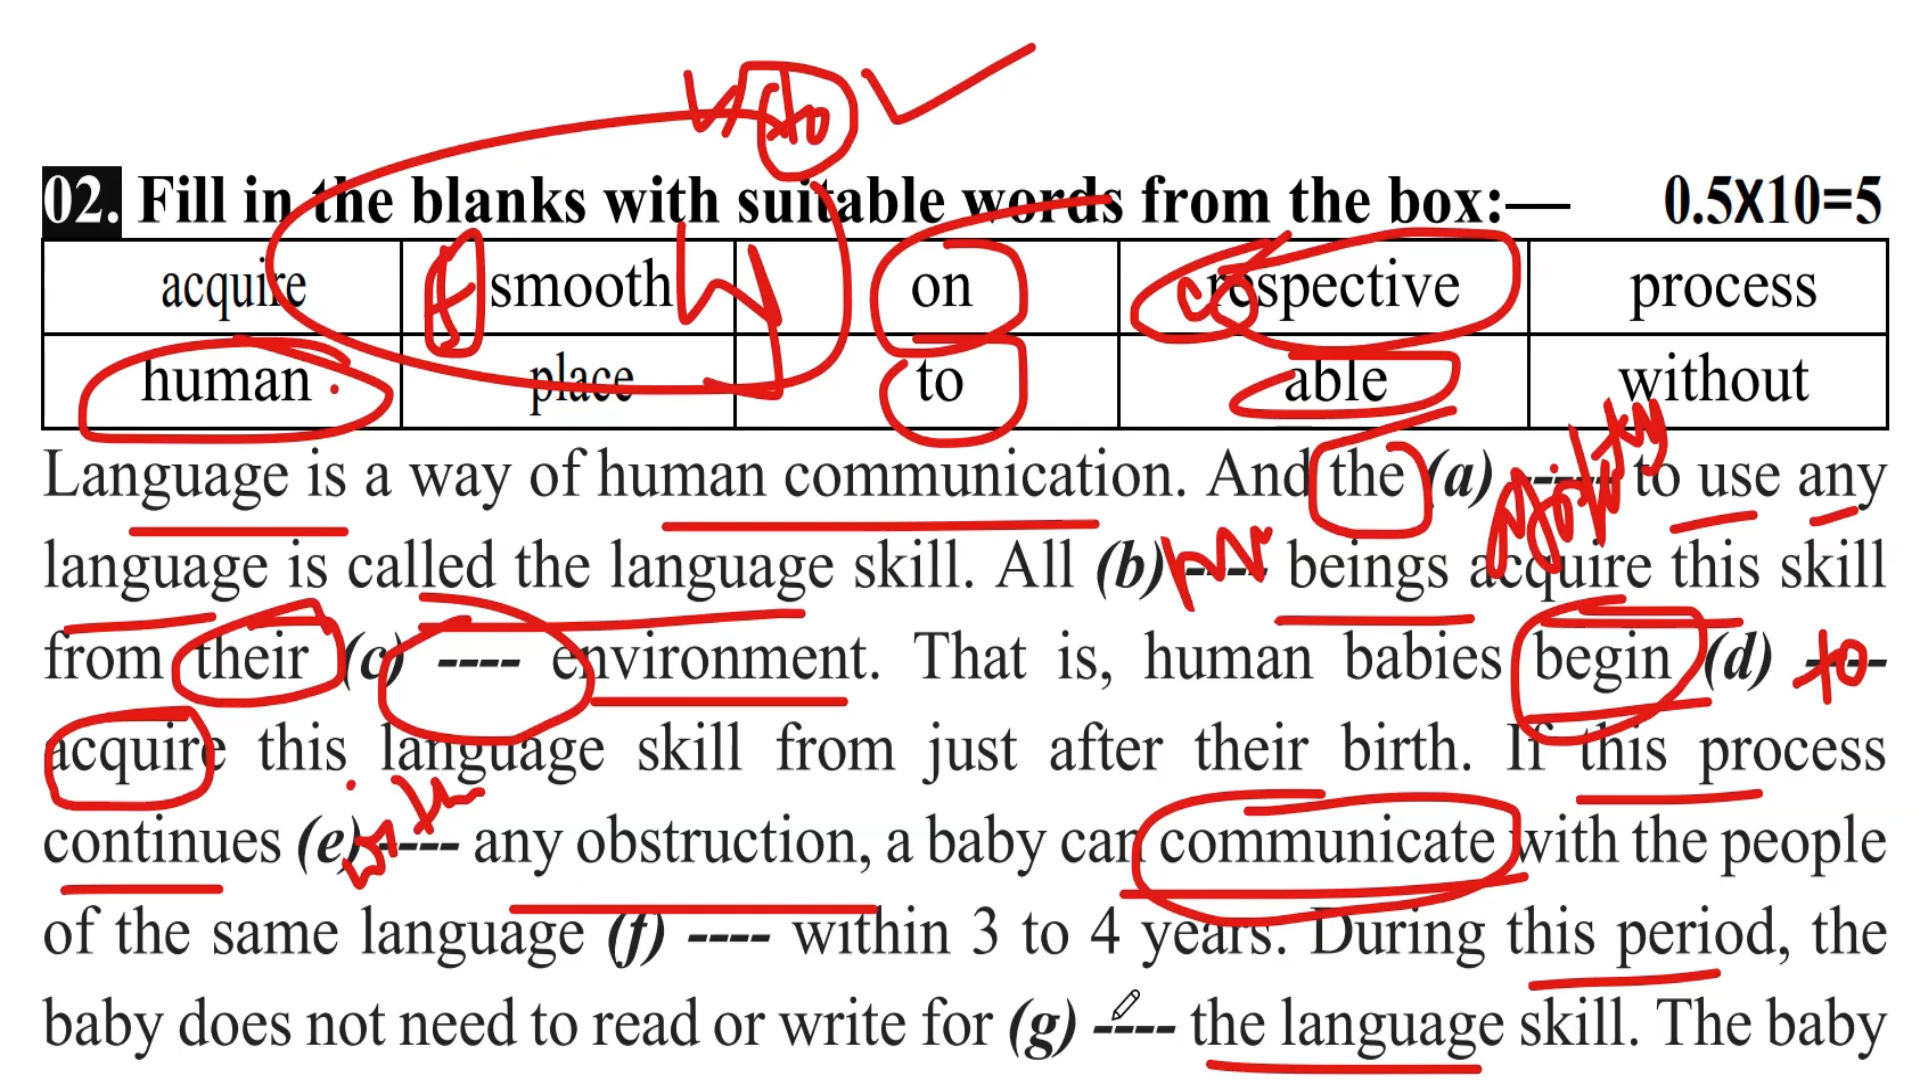 02. Fill in the blanks with suitable words from the box:— 0.5X10=5
acquire smooth on respective process
human place to able without
Language is a way of human communication. And the (a) ---- to use any
language is called the language skill. All (b) ---- beings acquire this skill
from their (c) ---- environment. That is, human babies begin (d) ---- to
acquire this language skill from just after their birth. If this process
continues (e) ---- any obstruction, a baby can communicate with the people
of the same language (f) ---- within 3 to 4 years. During this period, the
baby does not need to read or write for (g) ---- the language skill. The baby